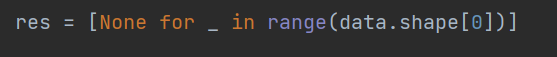 res = [None for _ in range(data.shape[0])]